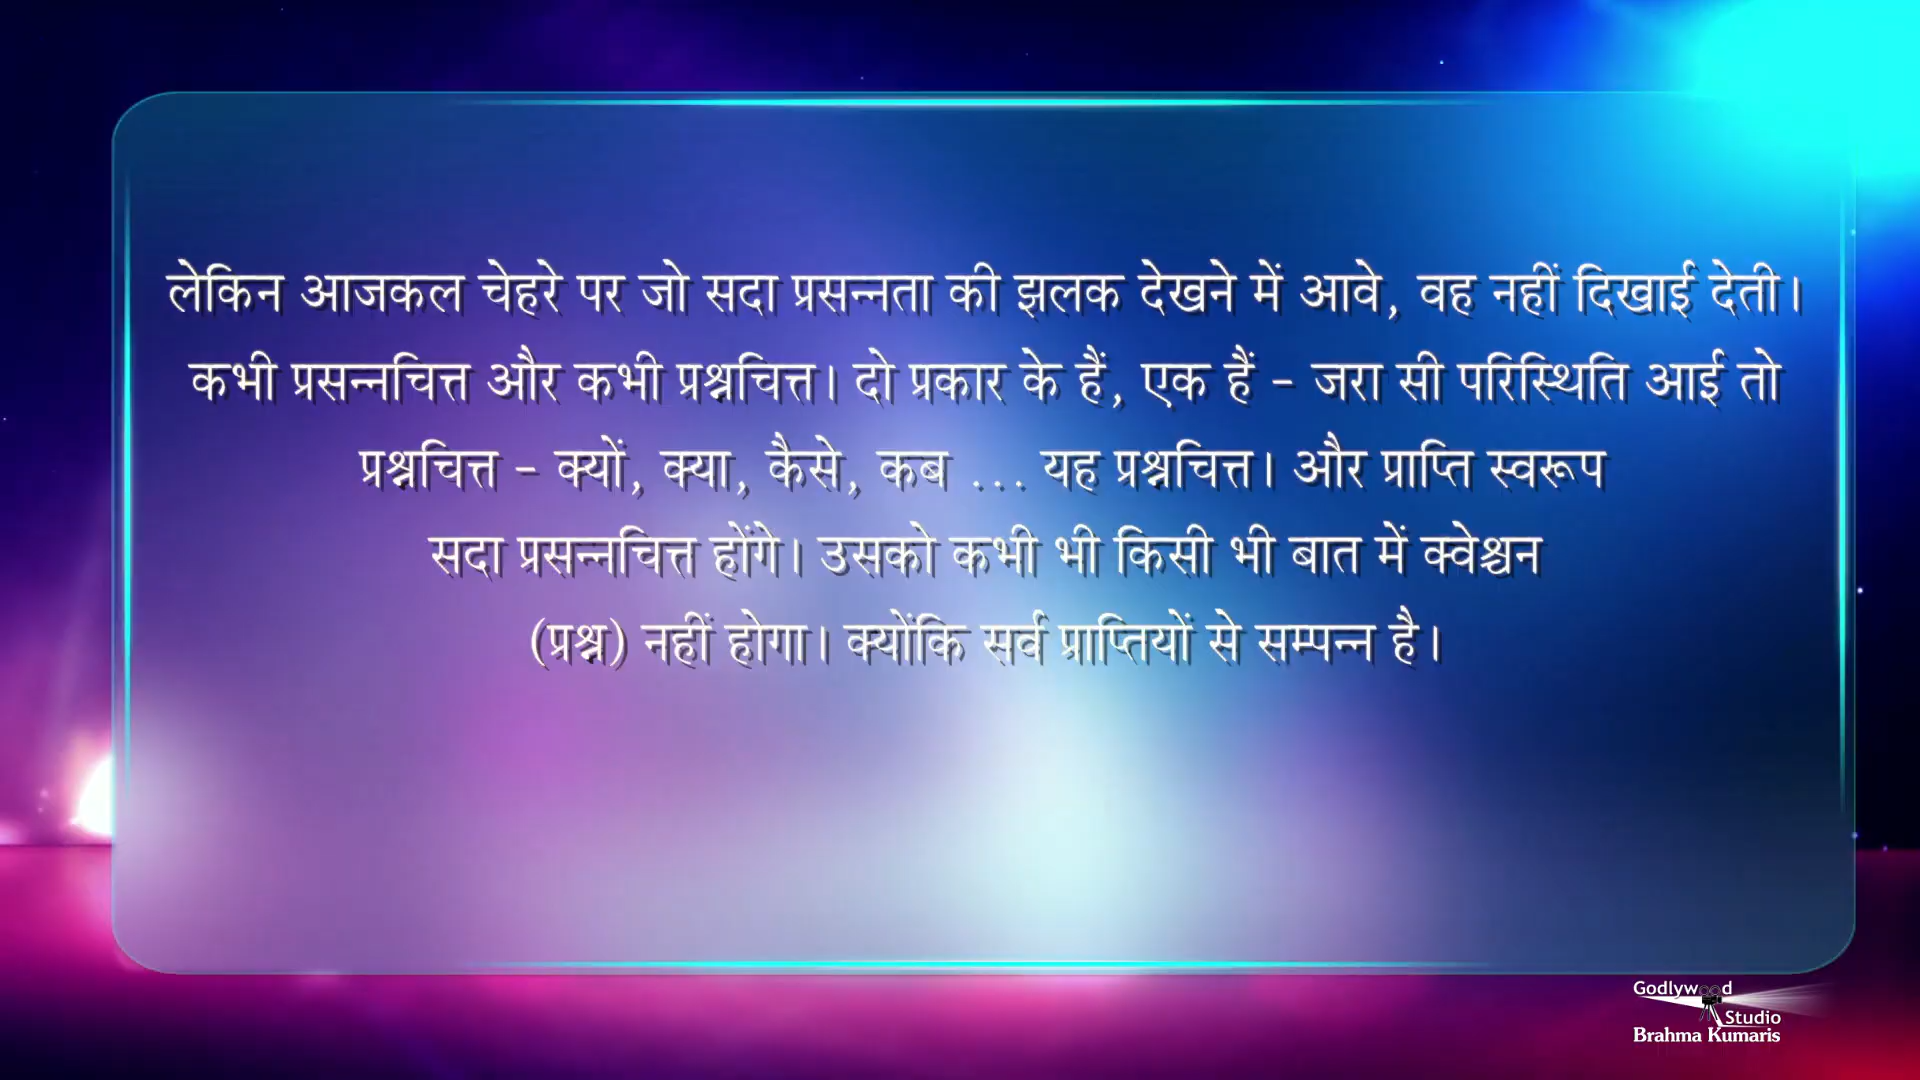 लेकिन आजकल चेहरे पर जो सदा प्रसन्नता की झलक देखने में आवे, वह नहीं दिखाई देती।
कभी प्रसन्नचित्त और कभी प्रश्नचित्त। दो प्रकार के हैं, एक हैं - जरा सी परिस्थिति आई तो
प्रश्नचित्त - क्यों, क्या, कैसे, कब ... यह प्रश्नचित्त। और प्राप्ति स्वरूप
सदा प्रसन्नचित्त होंगे। उसको कभी भी किसी भी बात में क्वेश्चन
(प्रश्न) नहीं होगा। क्योंकि सर्व प्राप्तियों से सम्पन्न है।
Godlywood
Studio
Brahma Kumaris